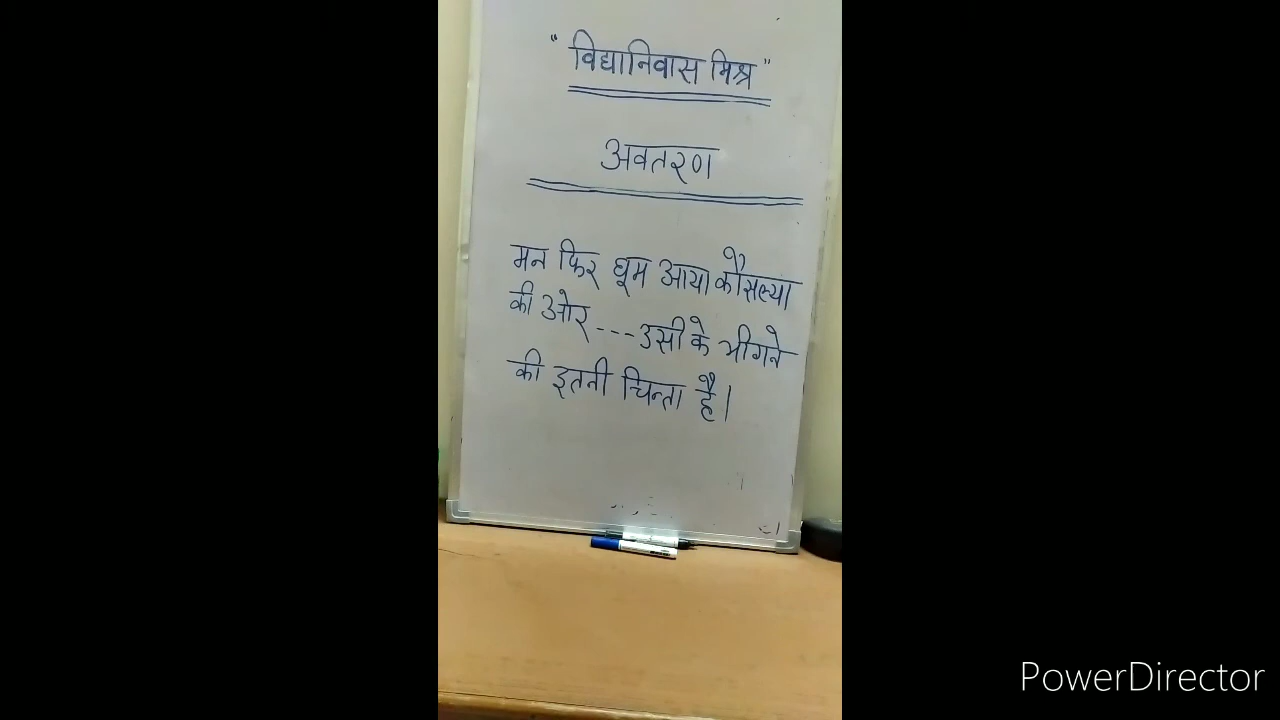 " विद्यानिवास मिश्र "
अवतरण
मन फिर घूम आया कौसल्या
की ओर --- उसी के भीगने
की इतनी चिन्ता है।
PowerDirector